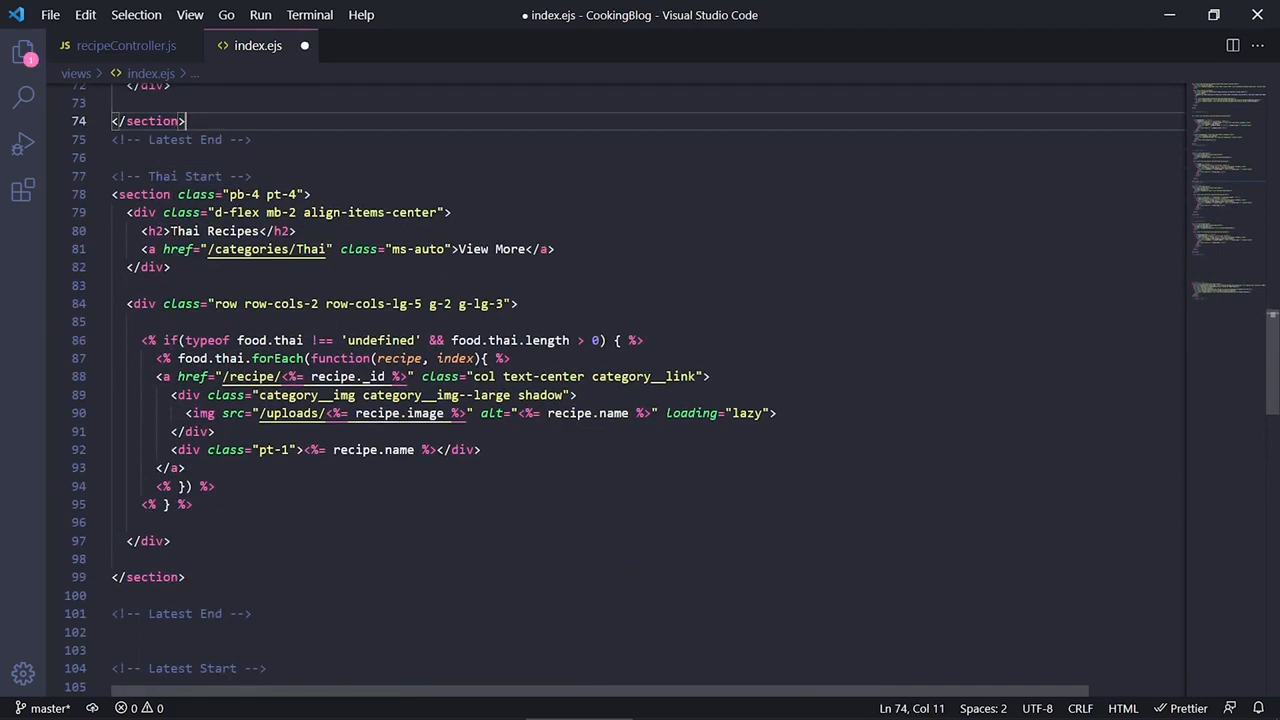 File Edit Selection View Go Run Terminal Help
● index.ejs - CookingBlog - Visual Studio Code
JS recipeController.js
<> index.ejs
views > <> index.ejs > ...
1
72 </div>
73
74 </section>
75 <!-- Latest End -->
76
77 <!-- Thai Start -->
78 <section class="pb-4 pt-4">
79 <div class="d-flex mb-2 align-items-center">
80 <h2>Thai Recipes</h2>
81 <a href="/categories/Thai" class="ms-auto">View More</a>
82 </div>
83
84 <div class="row row-cols-2 row-cols-lg-5 g-2 g-lg-3">
85
86 <% if(typeof food.thai !== 'undefined' && food.thai.length > 0) { %>
87 <% food.thai.forEach(function(recipe, index){ %>
88 <a href="/recipe/<%= recipe._id %>" class="col text-center category__link">
89 <div class="category__img category__img--large shadow">
90 <img src="/uploads/<%= recipe.image %>" alt="<%= recipe.name %>" loading="lazy">
91 </div>
92 <div class="pt-1"><%= recipe.name %></div>
93 </a>
94 <% }) %>
95 <% } %>
96
97 </div>
98
99 </section>
100
101 <!-- Latest End -->
102
103
104 <!-- Latest Start -->
105
master* 0 0 Ln 74, Col 11 Spaces: 2 UTF-8 CRLF HTML Prettier